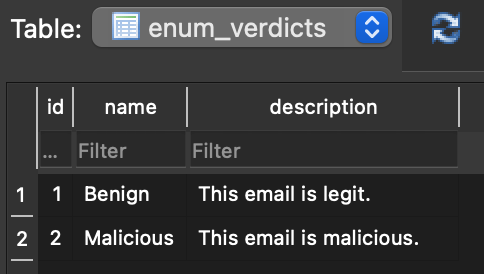 Table: enum_verdicts
id name description
... Filter Filter
1 1 Benign This email is legit.
2 2 Malicious This email is malicious.